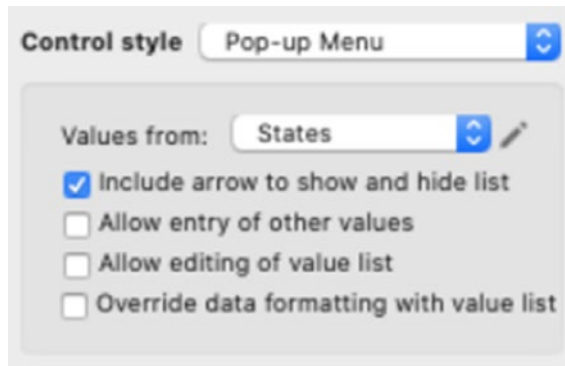 Control style Pop-up Menu
Values from: States
Include arrow to show and hide list
Allow entry of other values
Allow editing of value list
Override data formatting with value list